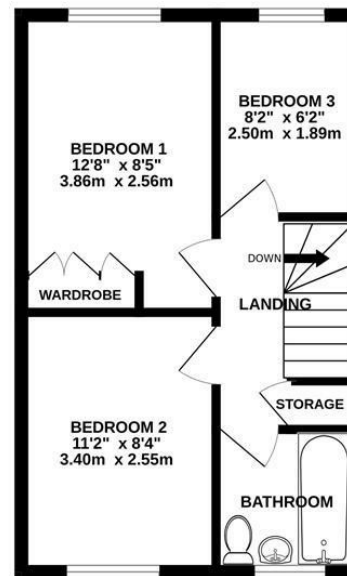 BEDROOM 3
8'2" x 6'2"
2.50m x 1.89m
BEDROOM 1
12'8" x 8'5"
3.86m x 2.56m
DOWN
WARDROBE
LANDING
STORAGE
BEDROOM 2
11'2" x 8'4"
3.40m x 2.55m
BATHROOM